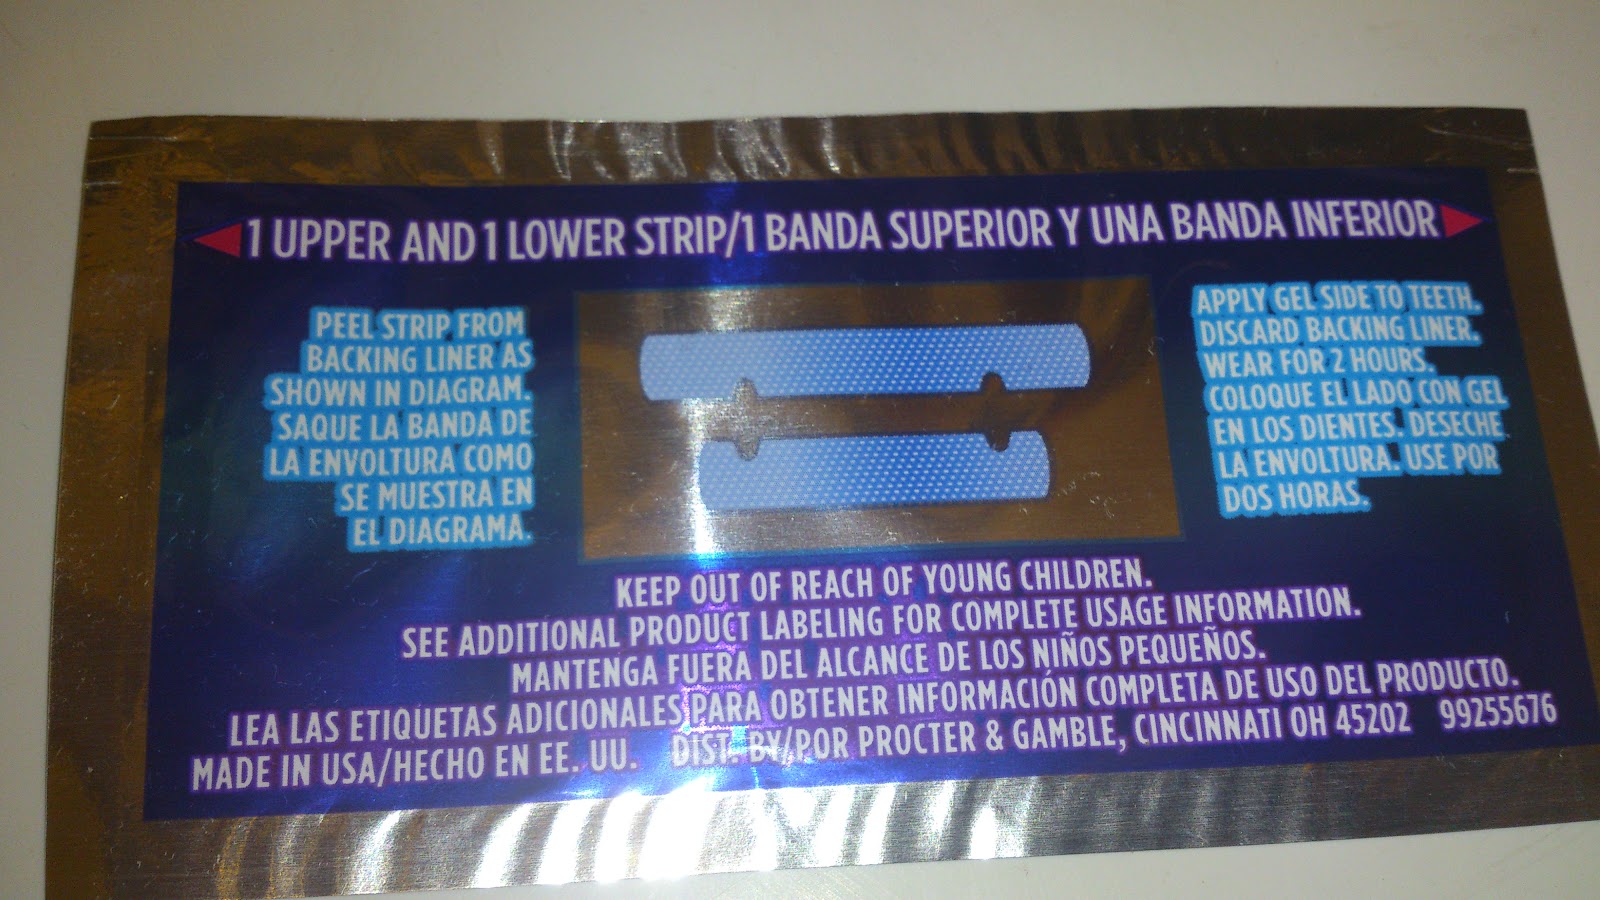 1 UPPER AND 1 LOWER STRIP/1 BANDA SUPERIOR Y UNA BANDA INFERIOR
PEEL STRIP FROM
BACKING LINER AS
SHOWN IN DIAGRAM.
SAQUE LA BANDA DE
LA ENVOLTURA COMO
SE MUESTRA EN
EL DIAGRAMA.
APPLY GEL SIDE TO TEETH.
DISCARD BACKING LINER.
WEAR FOR 2 HOURS.
COLOQUE EL LADO CON GEL
EN LOS DIENTES. DESECHE
LA ENVOLTURA. USE POR
DOS HORAS.
KEEP OUT OF REACH OF YOUNG CHILDREN.
SEE ADDITIONAL PRODUCT LABELING FOR COMPLETE USAGE INFORMATION.
MANTENGA FUERA DEL ALCANCE DE LOS NIÑOS PEQUEÑOS.
LEA LAS ETIQUETAS ADICIONALES PARA OBTENER INFORMACIÓN COMPLETA DE USO DEL PRODUCTO.
MADE IN USA/HECHO EN EE. UU. DIST. BY/POR PROCTER & GAMBLE, CINCINNATI OH 45202 99255676